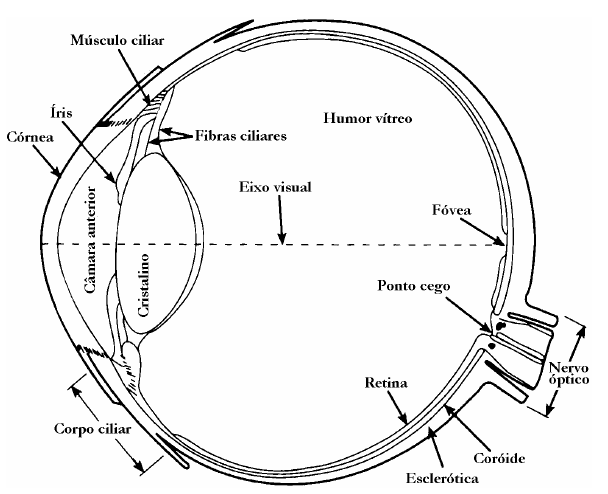 Músculo ciliar
Íris
Córnea
Fibras ciliares
Humor vítreo
Eixo visual
Fóvea
Câmara anterior
Cristalino
Ponto cego
Nervo
óptico
Retina
Corpo ciliar
Coróide
Esclerótica